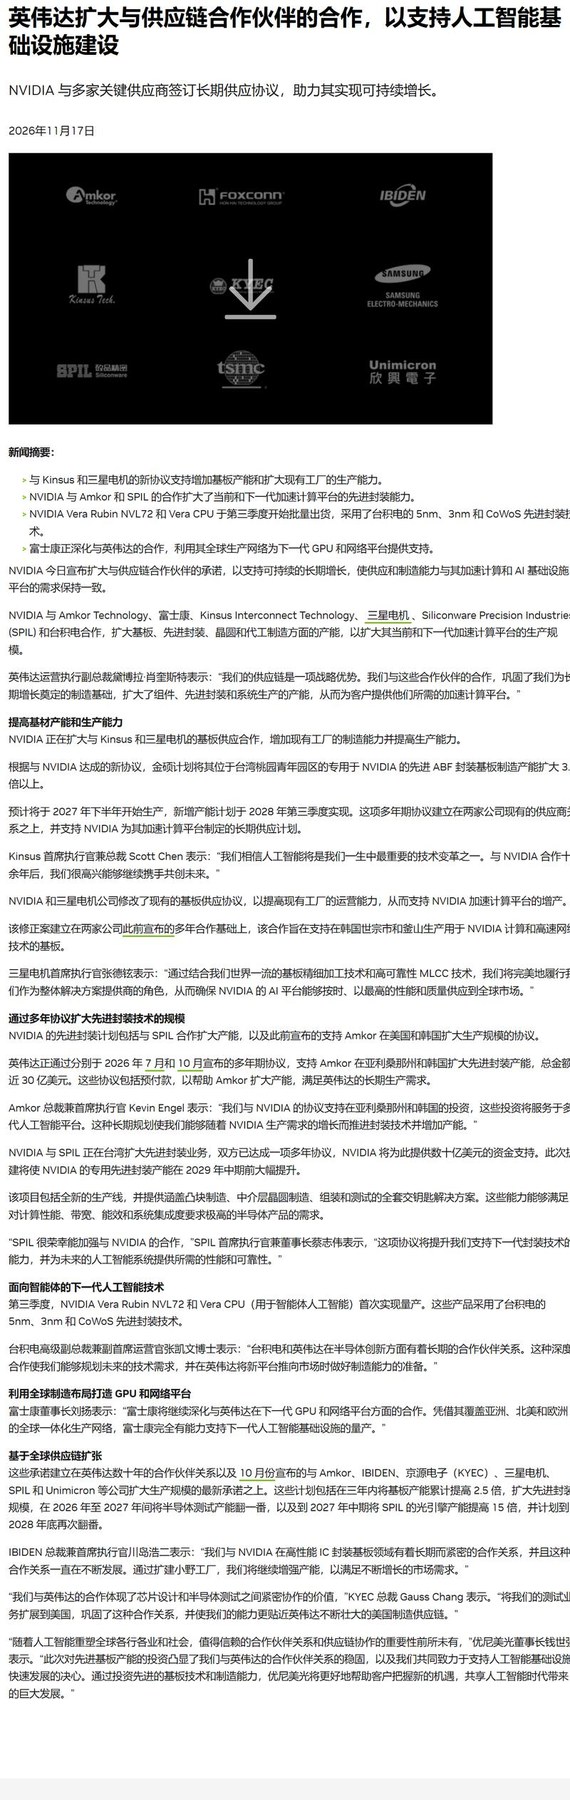 英伟达扩大与供应链合作伙伴的合作，以支持人工智能基
础设施建设
NVIDIA 与多家关键供应商签订长期供应协议，助力其实现可持续增长。
2026年11月17日
Amkor
Technology
FOXCONN
HON HAI TECHNOLOGY GROUP
IBIDEN
Kinsus Tech.
KYEC
SAMSUNG
SAMSUNG
ELECTRO-MECHANICS
SPIL 矽品精密
Siliconware
tsmc
Unimicron
欣興電子
新闻摘要：
> 与 Kinsus 和三星电机的新协议支持增加基板产能和扩大现有工厂的生产能力。
> NVIDIA 与 Amkor 和 SPIL 的合作扩大了当前和下一代加速计算平台的先进封装能力。
> NVIDIA Vera Rubin NVL72 和 Vera CPU 于第三季度开始批量出货，采用了台积电的 5nm、3nm 和 CoWoS 先进封装技
术。
> 富士康正深化与英伟达的合作，利用其全球生产网络为下一代 GPU 和网络平台提供支持。
NVIDIA 今日宣布扩大与供应链合作伙伴的承诺，以支持可持续的长期增长，使供应和制造能力与其加速计算和 AI 基础设施
平台的需求保持一致。
NVIDIA 与 Amkor Technology、富士康、Kinsus Interconnect Technology、 三星电机 、Siliconware Precision Industries
(SPIL) 和台积电合作，扩大基板、先进封装、晶圆和代工制造方面的产能，以扩大其当前和下一代加速计算平台的生产规
模。
英伟达运营执行副总裁黛博拉·肖奎斯特表示：“我们的供应链是一项战略优势。我们与这些合作伙伴的合作，巩固了我们为长
期增长奠定的制造基础，扩大了组件、先进封装和系统生产的产能，从而为客户提供他们所需的加速计算平台。”
提高基材产能和生产能力
NVIDIA 正在扩大与 Kinsus 和三星电机的基板供应合作，增加现有工厂的制造能力并提高生产能力。
根据与 NVIDIA 达成的新协议，金硕计划将其位于台湾桃园青年园区的专用于 NVIDIA 的先进 ABF 封装基板制造产能扩大 3.
倍以上。
预计将于 2027 年下半年开始生产，新增产能计划于 2028 年第三季度实现。这项多年期协议建立在两家公司现有的供应商关
系之上，并支持 NVIDIA 为其加速计算平台制定的长期供应计划。
Kinsus 首席执行官兼总裁 Scott Chen 表示：“我们相信人工智能将是我们一生中最重要的技术变革之一。与 NVIDIA 合作十
余年后，我们很高兴能够继续携手共创未来。”
NVIDIA 和三星电机公司修改了现有的基板供应协议，以提高现有工厂的运营能力，从而支持 NVIDIA 加速计算平台的增产。
该修正案建立在两家公司此前宣布的多年合作基础上，该合作旨在支持在韩国世宗市和釜山生产用于 NVIDIA 计算和高速网络
技术的基板。
三星电机首席执行官张德铉表示：“通过结合我们世界一流的基板精细加工技术和高可靠性 MLCC 技术，我们将完美地履行我
们作为整体解决方案提供商的角色，从而确保 NVIDIA 的 AI 平台能够按时、以最高的性能和质量供应到全球市场。”
通过多年协议扩大先进封装技术的规模
NVIDIA 的先进封装计划包括与 SPIL 合作扩大产能，以及此前宣布的支持 Amkor 在美国和韩国扩大生产规模的协议。
英伟达正通过分别于 2026 年 7 月和 10 月宣布的多年期协议，支持 Amkor 在亚利桑那州和韩国扩大先进封装产能，总金额
近 30 亿美元。这些协议包括预付款，以帮助 Amkor 扩大产能，满足英伟达的长期生产需求。
Amkor 总裁兼首席执行官 Kevin Engel 表示：“我们与 NVIDIA 的协议支持在亚利桑那州和韩国的投资，这些投资将服务于多
代人工智能平台。这种长期规划使我们能够随着 NVIDIA 生产需求的增长而推进封装技术并增加产能。”
NVIDIA 与 SPIL 正在台湾扩大先进封装业务，双方已达成一项多年协议，NVIDIA 将为此提供数十亿美元的资金支持。此次扩
建将使 NVIDIA 的专用先进封装产能在 2029 年中期前大幅提升。
该项目包括全新的生产线，并提供涵盖凸块制造、中介层晶圆制造、组装和测试的全套交钥匙解决方案。这些能力能够满足
对计算性能、带宽、能效和系统集成度要求极高的半导体产品的需求。
“SPIL 很荣幸能加强与 NVIDIA 的合作，”SPIL 首席执行官兼董事长蔡志伟表示，“这项协议将提升我们支持下一代封装技术的
能力，并为未来的人工智能系统提供所需的性能和可靠性。”
面向智能体的下一代人工智能技术
第三季度，NVIDIA Vera Rubin NVL72 和 Vera CPU（用于智能体人工智能）首次实现量产。这些产品采用了台积电的
5nm、3nm 和 CoWoS 先进封装技术。
台积电高级副总裁兼副首席运营官张凯文博士表示：“台积电和英伟达在半导体创新方面有着长期的合作伙伴关系。这种深度
合作使我们能够规划未来的技术需求，并在英伟达将新平台推向市场时做好制造能力的准备。”
利用全球制造布局打造 GPU 和网络平台
富士康董事长刘扬表示：“富士康将继续深化与英伟达在下一代 GPU 和网络平台方面的合作。凭借其覆盖亚洲、北美和欧洲
的全球一体化生产网络，富士康完全有能力支持下一代人工智能基础设施的量产。”
基于全球供应链扩张
这些承诺建立在英伟达数十年的合作伙伴关系以及 10 月份宣布的与 Amkor、IBIDEN、京源电子（KYEC）、三星电机、
SPIL 和 Unimicron 等公司扩大生产规模的最新承诺之上。这些计划包括在三年内将基板产能累计提高 2.5 倍，扩大先进封装
规模，在 2026 年至 2027 年间将半导体测试产能翻一番，以及到 2027 年中期将 SPIL 的光引擎产能提高 15 倍，并计划到
2028 年底再次翻番。
IBIDEN 总裁兼首席执行官川岛浩二表示：“我们与 NVIDIA 在高性能 IC 封装基板领域有着长期而紧密的合作关系，并且这种
合作关系一直在不断发展。通过扩建小野工厂，我们将继续增强产能，以满足不断增长的市场需求。”
“我们与英伟达的合作体现了芯片设计和半导体测试之间紧密协作的价值，”KYEC 总裁 Gauss Chang 表示。“将我们的测试业
务扩展到美国，巩固了这种合作关系，并使我们的能力更贴近英伟达不断壮大的美国制造供应链。”
“随着人工智能重塑全球各行各业和社会，值得信赖的合作伙伴关系和供应链协作的重要性前所未有，”优尼美光董事长钱世强
表示。“此次对先进基板产能的投资凸显了我们与英伟达的合作伙伴关系的稳固，以及我们共同致力于支持人工智能基础设施
快速发展的决心。通过投资先进的基板技术和制造能力，优尼美光将更好地帮助客户把握新的机遇，共享人工智能时代带来
的巨大发展。”